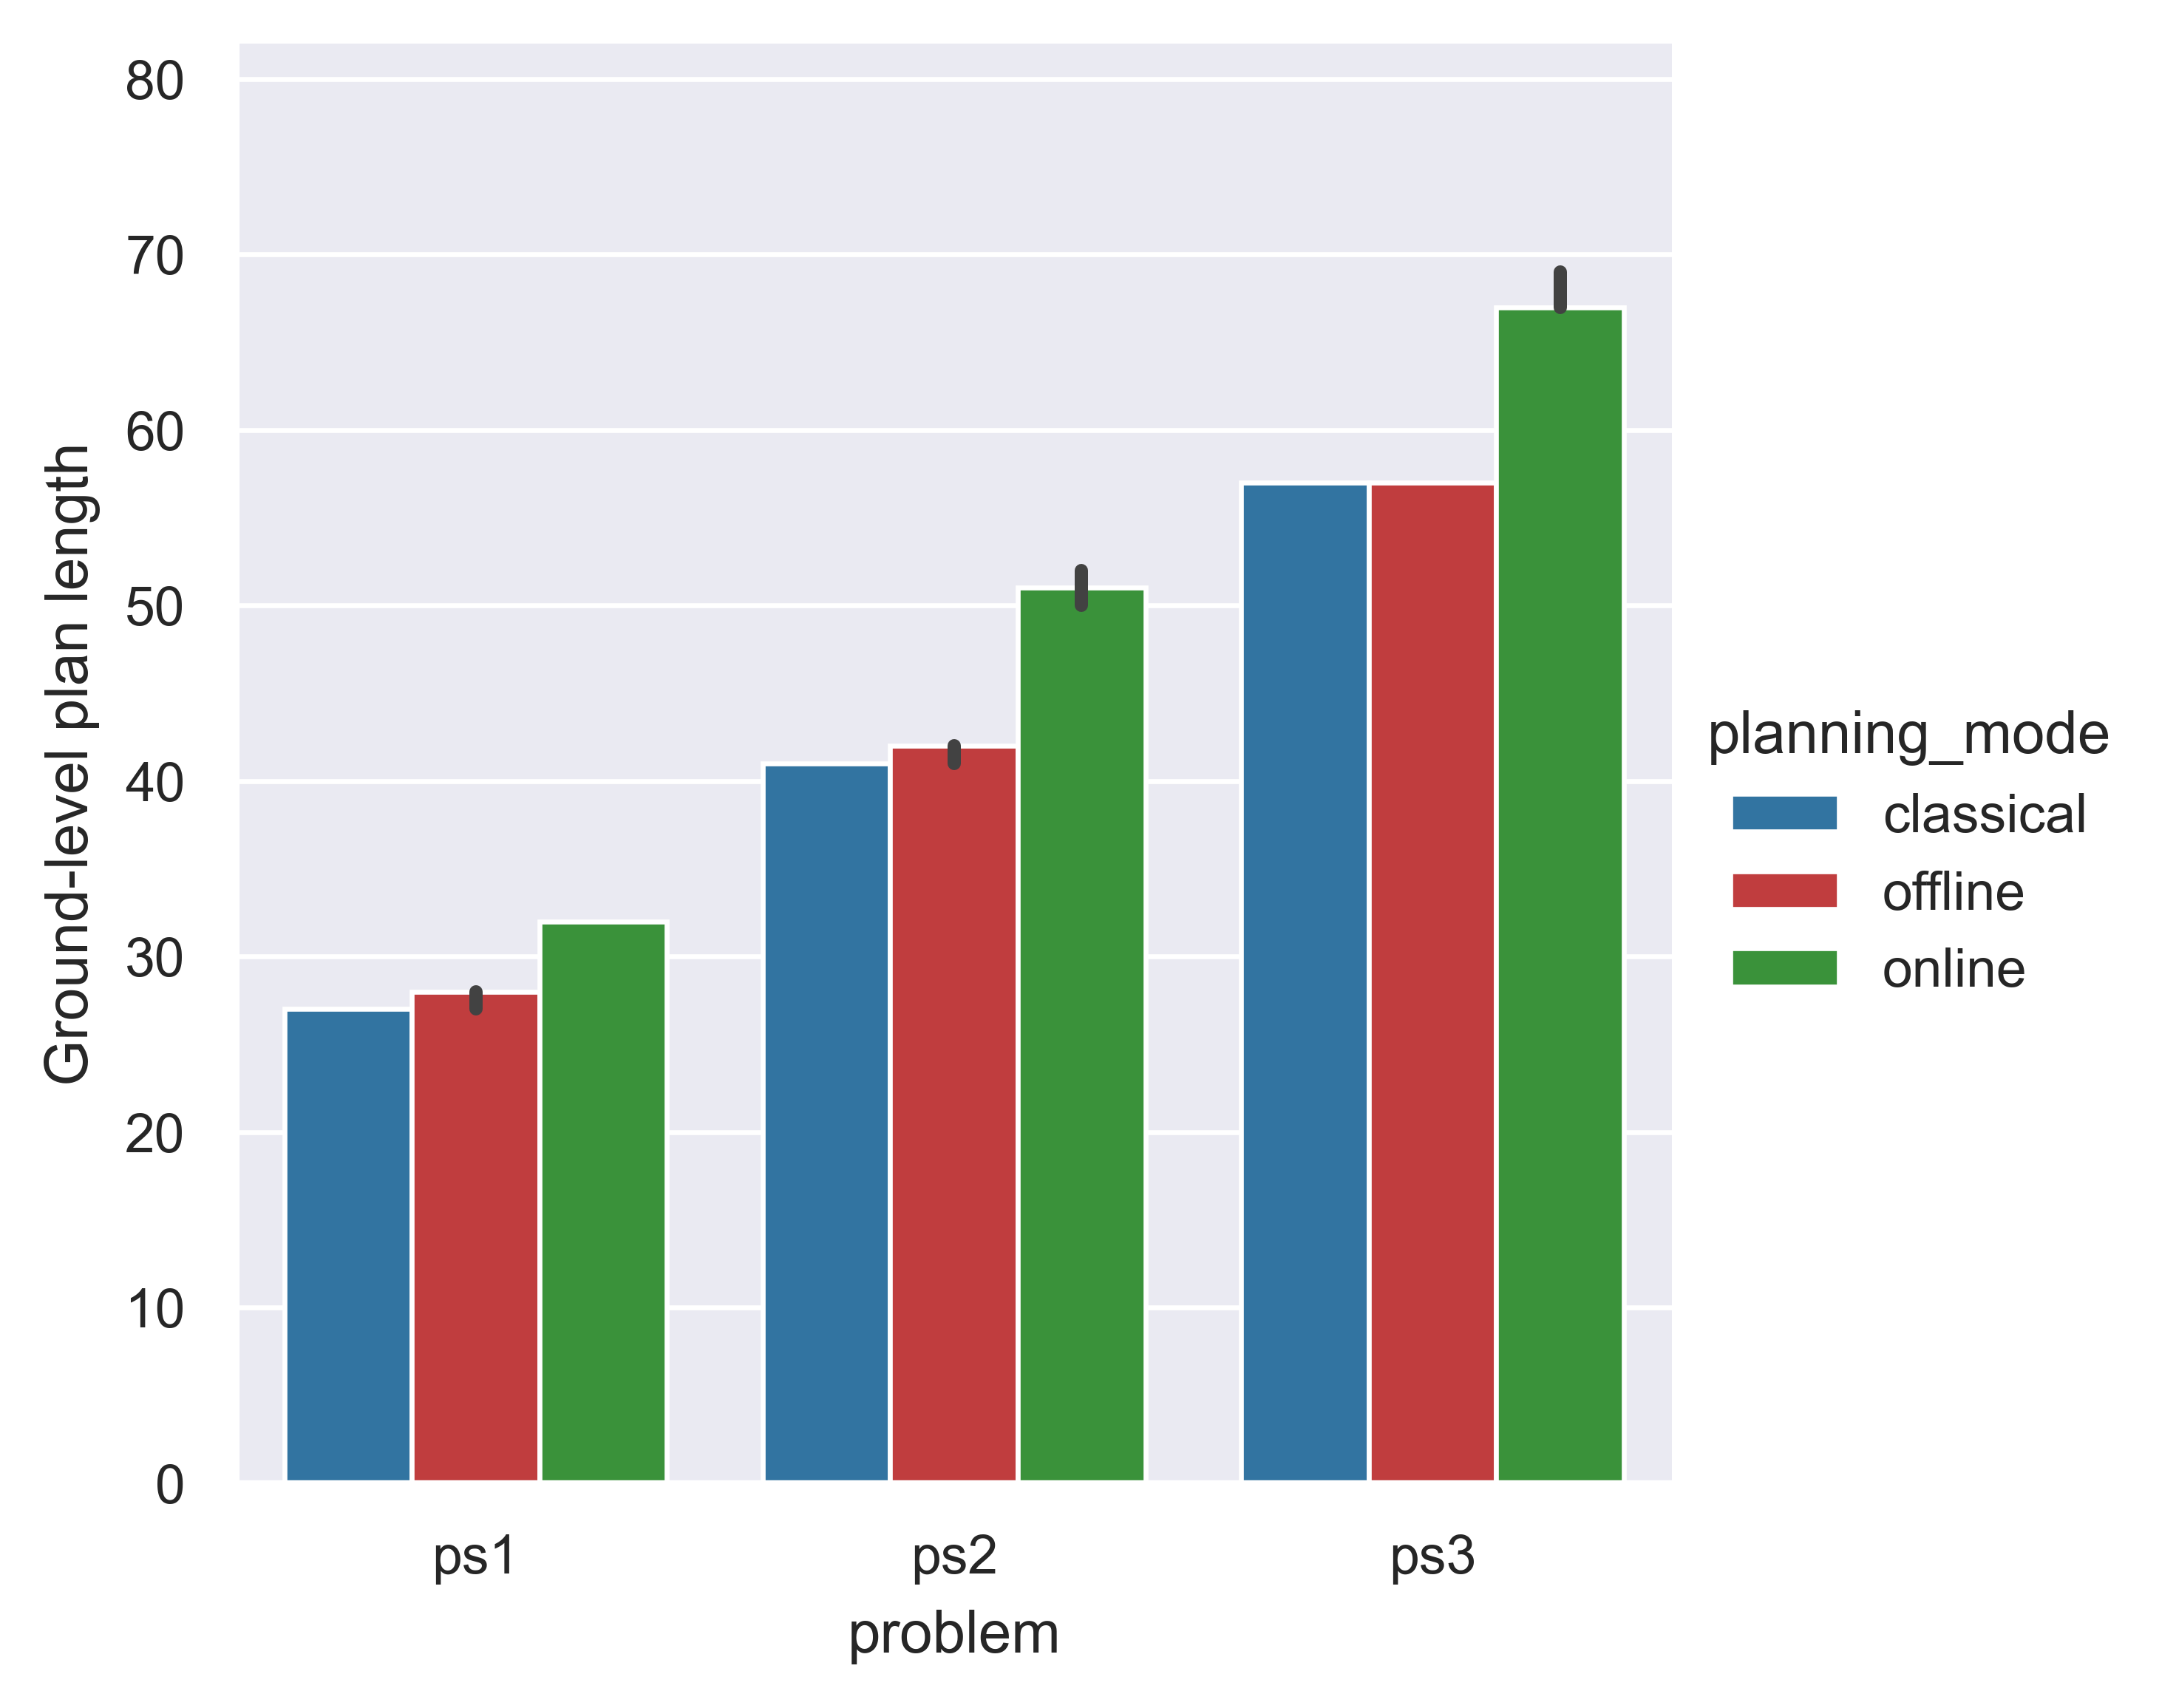 80
70
60
50
40
30
20
10
0
Ground-level plan length
ps1 ps2 ps3
problem
planning_mode
classical
offline
online